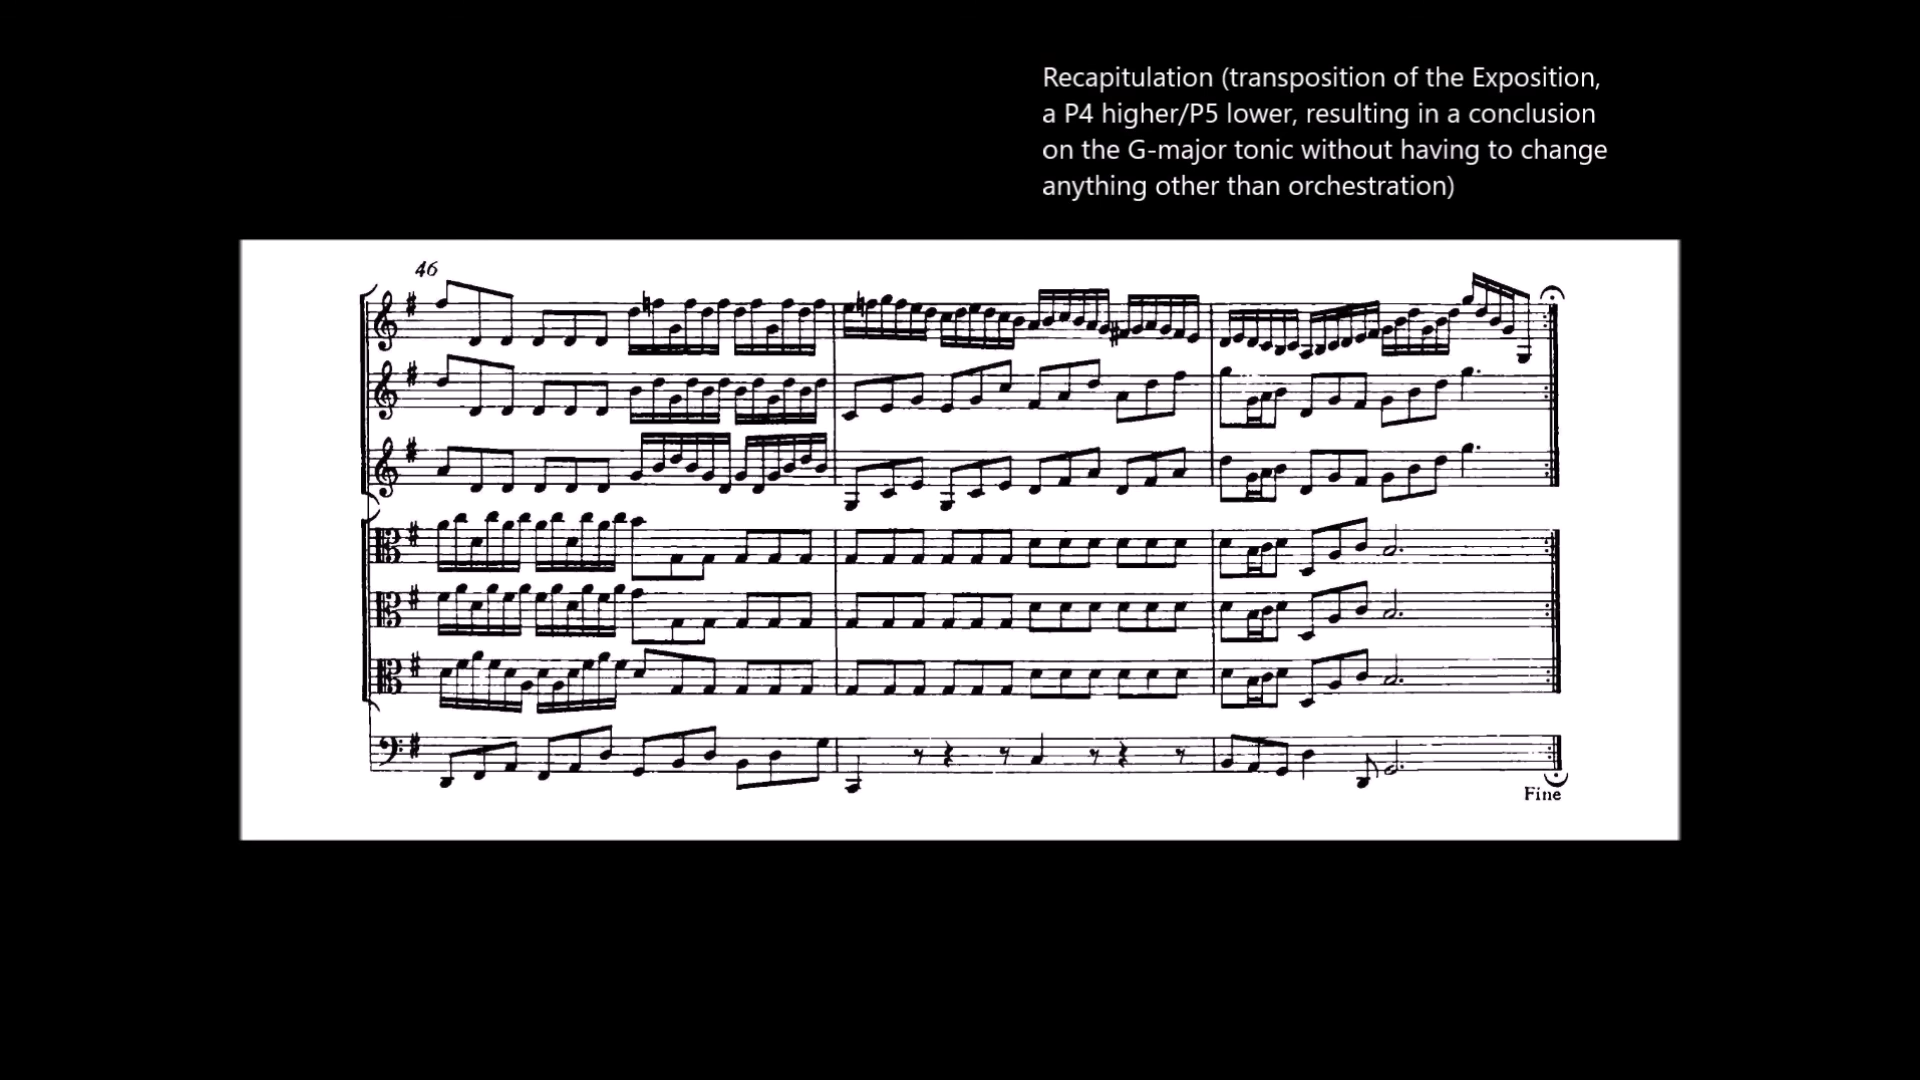 Recapitulation (transposition of the Exposition,
a P4 higher/P5 lower, resulting in a conclusion
on the G-major tonic without having to change
anything other than orchestration)
46
Fine